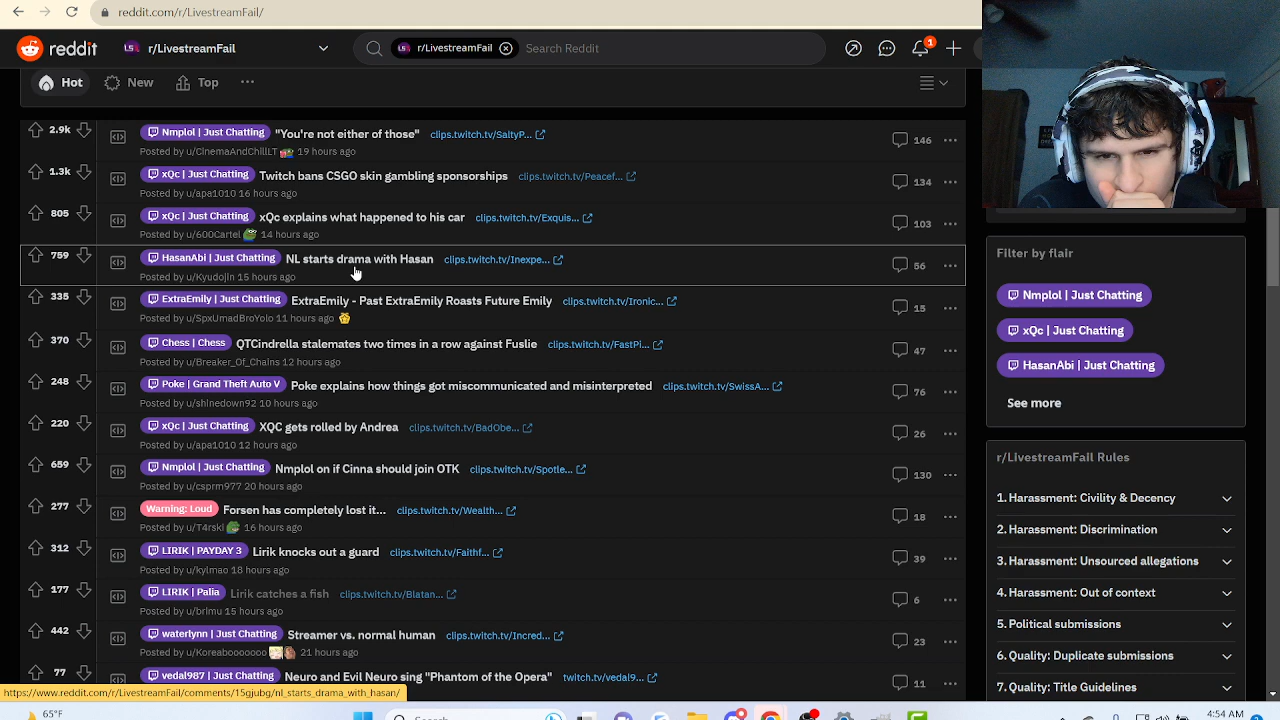 reddit.com/r/LivestreamFail/
reddit r/LivestreamFail r/LivestreamFail Search Reddit 1
Hot New Top
2.9k Nmplol | Just Chatting "You're not either of those" clips.twitch.tv/SaltyP... 146
Posted by u/CinemaAndChillLT 19 hours ago
1.3k xQc | Just Chatting Twitch bans CSGO skin gambling sponsorships clips.twitch.tv/Peacef... 134
Posted by u/ape1010 16 hours ago
805 xQc | Just Chatting xQc explains what happened to his car clips.twitch.tv/Exquis... 103
Posted by u/60Cartel 14 hours ago
759 HasanAbi | Just Chatting NL starts drama with Hasan clips.twitch.tv/Inexpe... 56
Posted by u/Kyudojin 15 hours ago
335 ExtraEmily | Just Chatting ExtraEmily - Past ExtraEmily Roasts Future Emily clips.twitch.tv/Ironic... 15
Posted by u/SpasmadBroYolo 11 hours ago
370 Chess | Chess QTCinderella stalemates two times in a row against Fuslie clips.twitch.tv/FastPi... 47
Posted by u/Breaker_Of_Chains 12 hours ago
248 Poke | Grand Theft Auto V Poke explains how things got miscommunicated and misinterpreted clips.twitch.tv/SwissA... 76
Posted by u/shinedown92 10 hours ago
220 xQc | Just Chatting XQC gets rolled by Andrea clips.twitch.tv/BadObe... 26
Posted by u/ape1010 12 hours ago
659 Nmplol | Just Chatting Nmplol on if Cinna should join OTK clips.twitch.tv/Spotle... 130
Posted by u/csprm977 20 hours ago
277 Warning: Loud Forsen has completely lost it... clips.twitch.tv/Wealth... 18
Posted by u/T4rskl 16 hours ago
312 LIRIK | PAYDAY 3 Lirik knocks out a guard clips.twitch.tv/Faithf... 39
Posted by u/kylmao 18 hours ago
177 LIRIK | Palia Lirik catches a fish clips.twitch.tv/Blatan... 6
Posted by u/brlmu 15 hours ago
442 waterlynn | Just Chatting Streamer vs. normal human clips.twitch.tv/Incred... 23
Posted by u/Koreabooooooo 21 hours ago
77 vedal987 | Just Chatting Neuro and Evil Neuro sing "Phantom of the Opera" twitch.tv/vedal9... 11
Filter by flair
Nmplol | Just Chatting
xQc | Just Chatting
HasanAbi | Just Chatting
See more
r/LivestreamFail Rules
1. Harassment: Civility & Decency
2. Harassment: Discrimination
3. Harassment: Unsourced allegations
4. Harassment: Out of context
5. Political submissions
6. Quality: Duplicate submissions
7. Quality: Title Guidelines
https://www.reddit.com/r/LivestreamFail/comments/15gjubg/nl_starts_drama_with_hasan/
65°F Search 4:54 AM